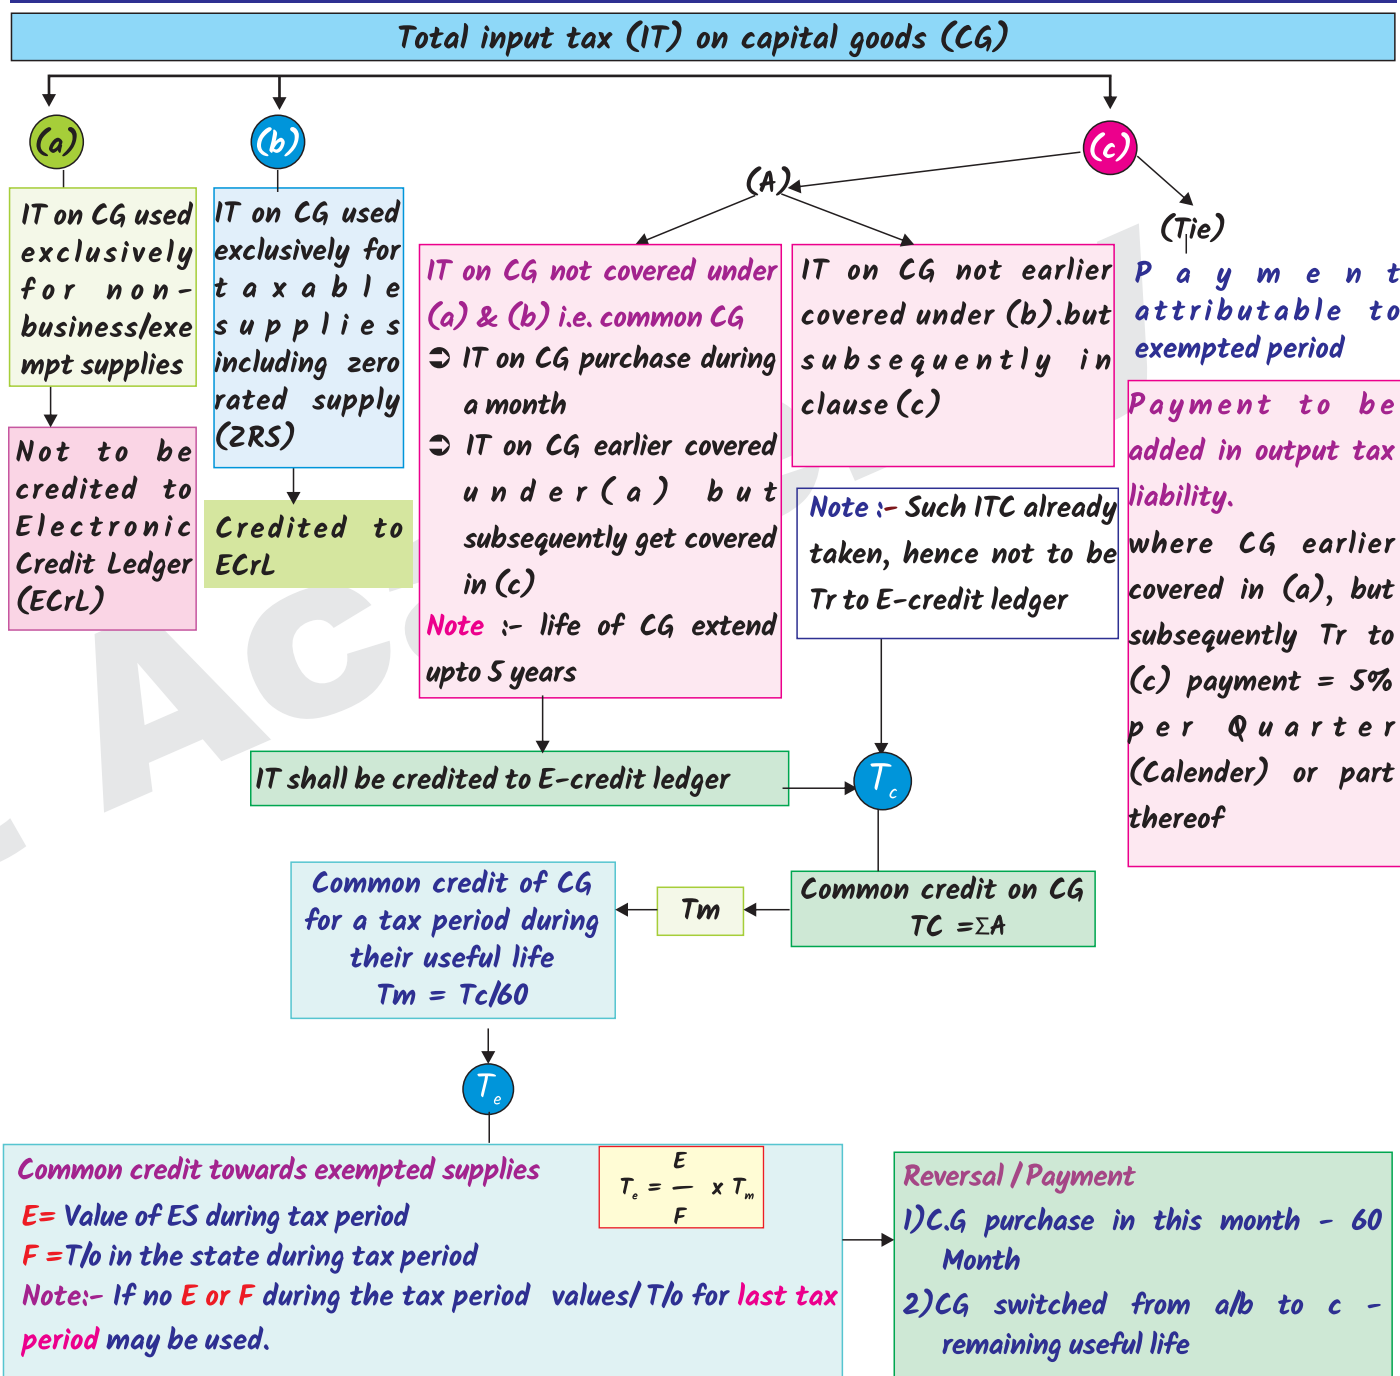 Total input tax (IT) on capital goods (CG)
(a)
IT on CG used
exclusively
for non-
business/exe
mpt supplies
Not to be
credited to
Electronic
Credit Ledger
(ECrL)
(b)
IT on CG used
exclusively for
taxable
supplies
including zero
rated supply
(ZRS)
Credited to
ECrL
(c)
(A)
IT on CG not covered under
(a) & (b) i.e. common CG
➲ IT on CG purchase during
a month
➲ IT on CG earlier covered
under(a) but
subsequently get covered
in (c)
Note :- life of CG extend
upto 5 years
IT shall be credited to E-credit ledger
IT on CG not earlier
covered under (b).but
subsequently in
clause (c)
Note :- Such ITC already
taken, hence not to be
Tr to E-credit ledger
(Tie)
Payment
attributable to
exempted period
Payment to be
added in output tax
liability.
where CG earlier
covered in (a), but
subsequently Tr to
(c) payment = 5%
per Quarter
(Calender) or part
thereof
Tc
Common credit on CG
TC =ΣA
Tm
Common credit of CG
for a tax period during
their useful life
Tm = Tc/60
Te
Common credit towards exempted supplies
E
Te = — x Tm
F
E= Value of ES during tax period
F =T/o in the state during tax period
Note:- If no E or F during the tax period values/ T/o for last tax
period may be used.
Reversal / Payment
1)C.G purchase in this month - 60
Month
2)CG switched from a/b to c -
remaining useful life